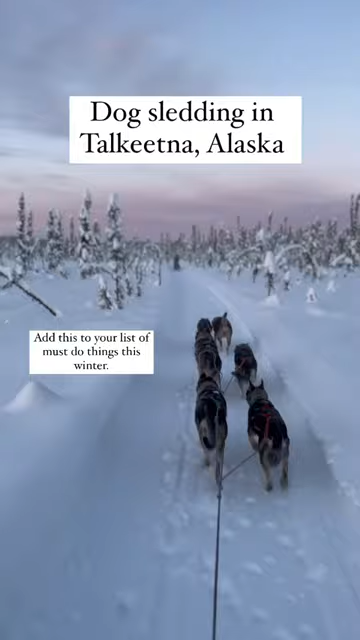 Dog sledding in
Talkeetna, Alaska
Add this to your list of
must do things this
winter.